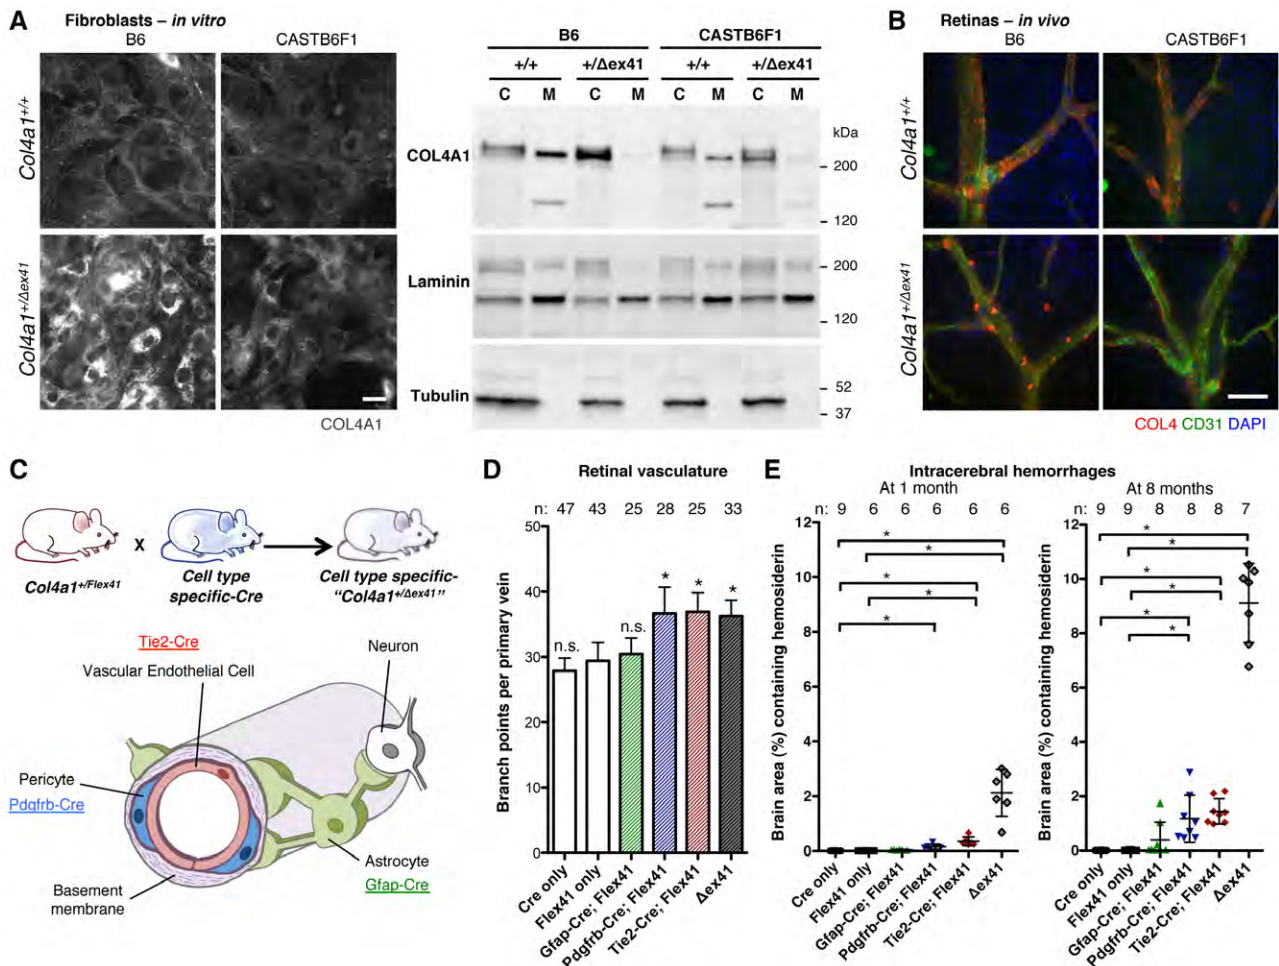 A
Fibroblasts – in vitro
B6 CASTB6F1
Col4a1+/+
Col4a1+/Δex41
COL4A1
B6 CASTB6F1
+/+ +/Δex41 +/+ +/Δex41
C M C M C M C M
kDa
COL4A1
200
120
Laminin
200
120
Tubulin
52
37
B
Retinas – in vivo
B6 CASTB6F1
Col4a1+/+
Col4a1+/Δex41
COL4 CD31 DAPI
C
X
Col4a1+/Flex41
Cell type
specific-Cre
Cell type specific-
“Col4a1+/Δex41”
Tie2-Cre
Vascular Endothelial Cell
Neuron
Pericyte
Pdgfrb-Cre
Astrocyte
Gfap-Cre
Basement
membrane
D
Retinal vasculature
n: 47 43 25 28 25 33
Branch points per primary vein
50
40
30
20
10
0
n.s.
n.s.
* * *
Cre only
Flex41 only
Gfap-Cre; Flex41
Pdgfrb-Cre; Flex41
Tie2-Cre; Flex41
Δex41
E
Intracerebral hemorrhages
At 1 month
n: 9 6 6 6 6 6
Brain area (%) containing hemosiderin
12
10
8
6
4
2
0
*
*
*
*
*
Cre only
Flex41 only
Gfap-Cre; Flex41
Pdgfrb-Cre; Flex41
Tie2-Cre; Flex41
Δex41
At 8 months
n: 9 9 8 8 8 7
Brain area (%) containing hemosiderin
12
10
8
6
4
2
0
*
*
*
*
*
*
Cre only
Flex41 only
Gfap-Cre; Flex41
Pdgfrb-Cre; Flex41
Tie2-Cre; Flex41
Δex41